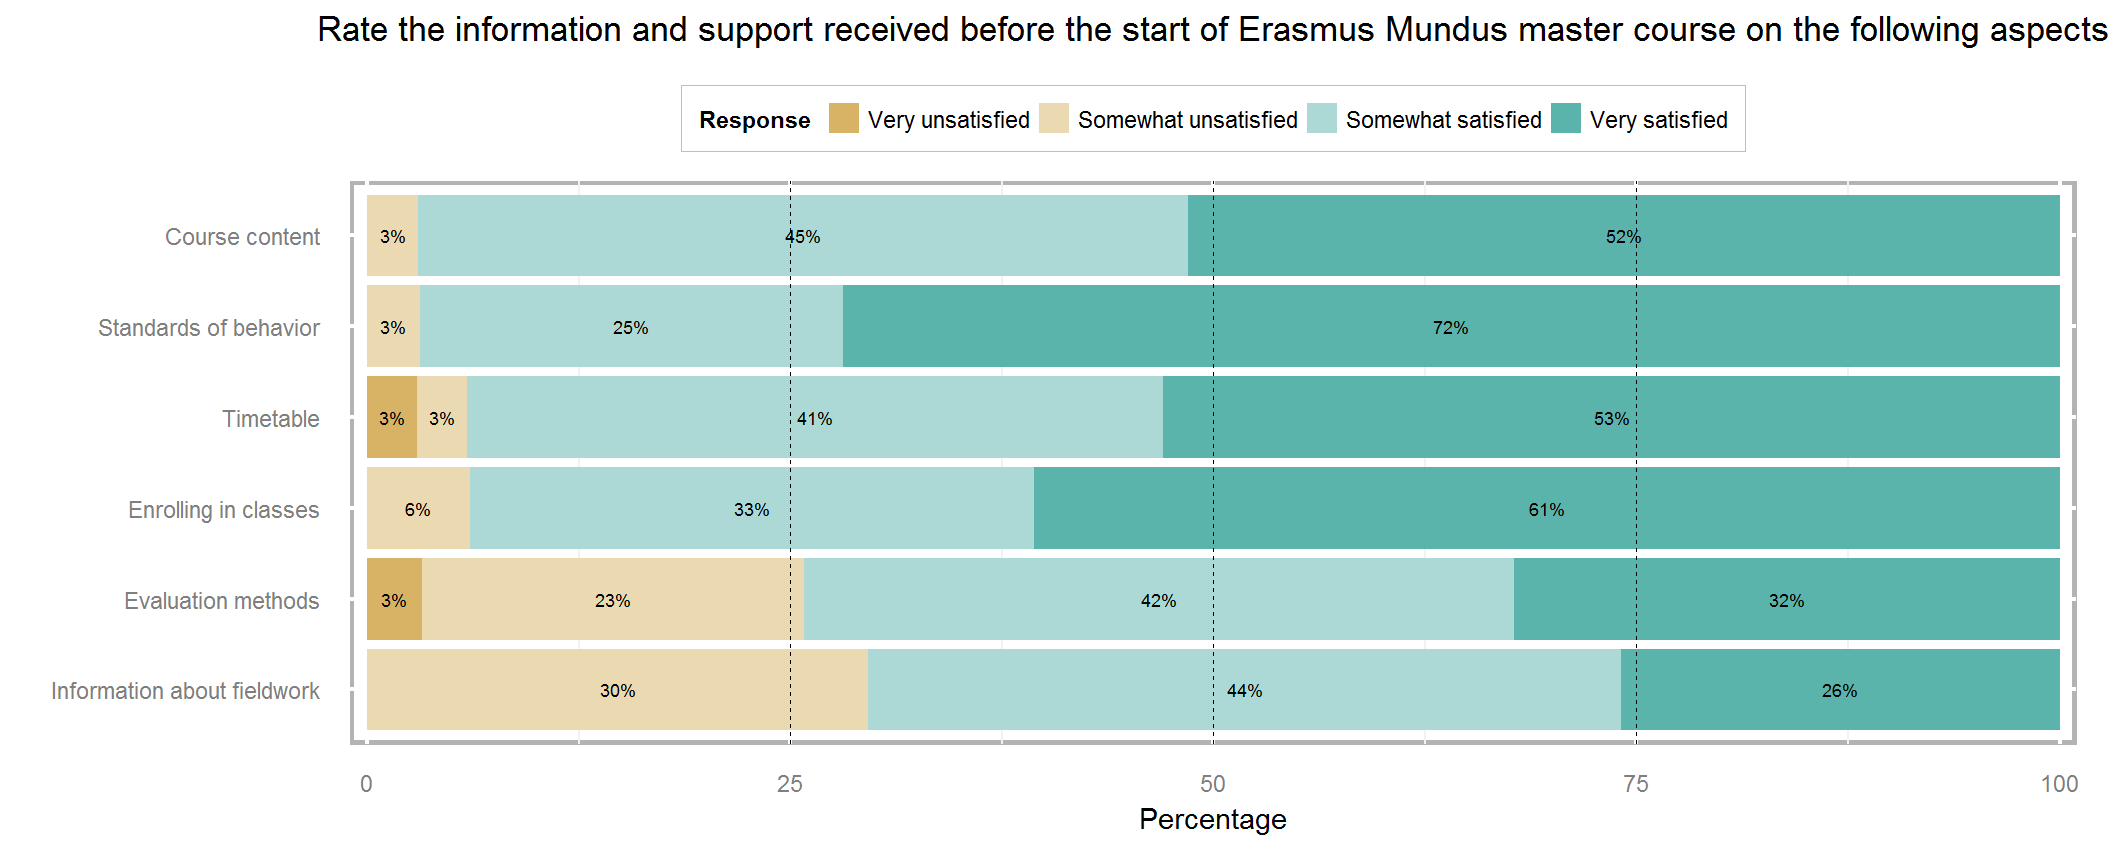 Rate the information and support received before the start of Erasmus Mundus master course on the following aspects
Response Very unsatisfied Somewhat unsatisfied Somewhat satisfied Very satisfied
Course content 3% 45% 52%
Standards of behavior 3% 25% 72%
Timetable 3% 3% 41% 53%
Enrolling in classes 6% 33% 61%
Evaluation methods 3% 23% 42% 32%
Information about fieldwork 30% 44% 26%
0 25 50 75 100
Percentage